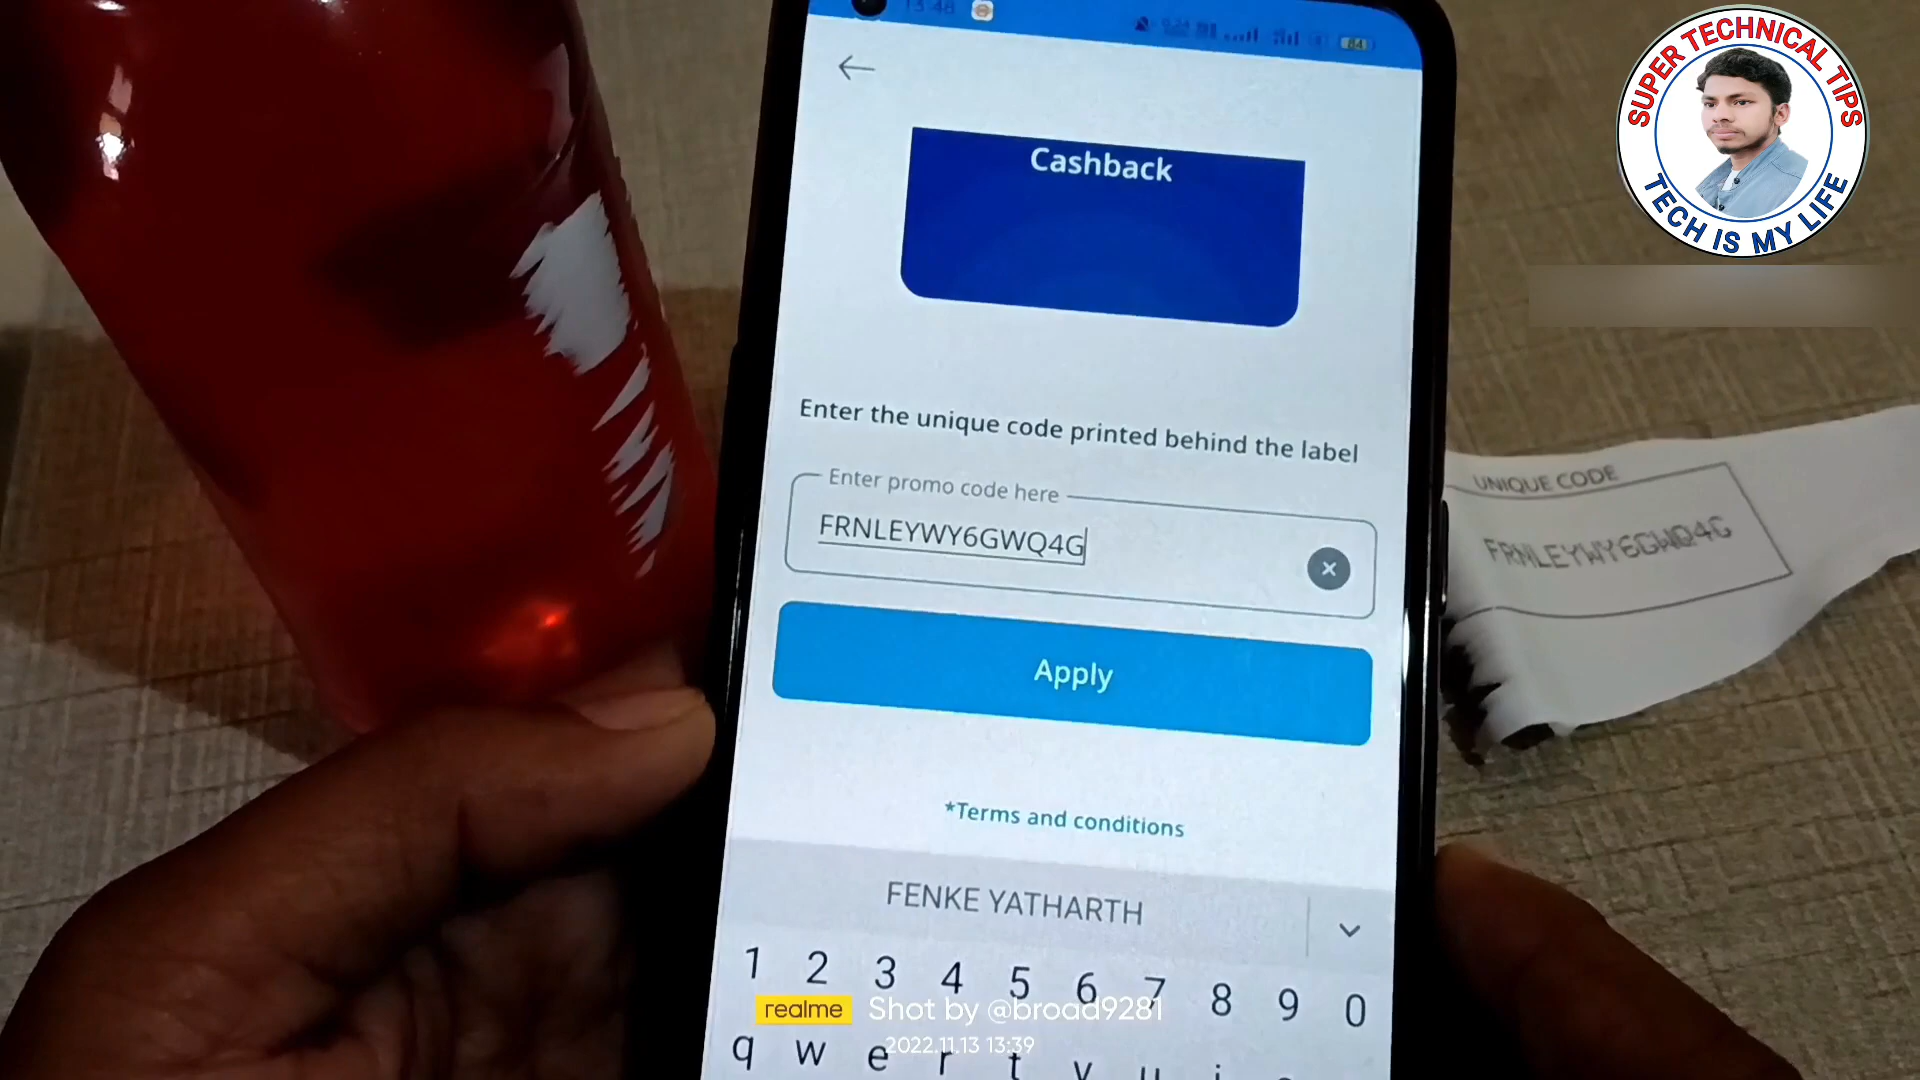 13:48
SUPER TECHNICAL TIPS
TECH IS MY LIFE
Cashback
Enter the unique code printed behind the label
Enter promo code here
FRNLEYWY6GWQ4G
Apply
*Terms and conditions
UNIQUE CODE
FRNLEYWY6GWQ4G
FENKE YATHARTH
1 2 3 4 5 6 7 8 9 0
realme Shot by @broad9281
2022.11.13 13:39
q w e r t y u i